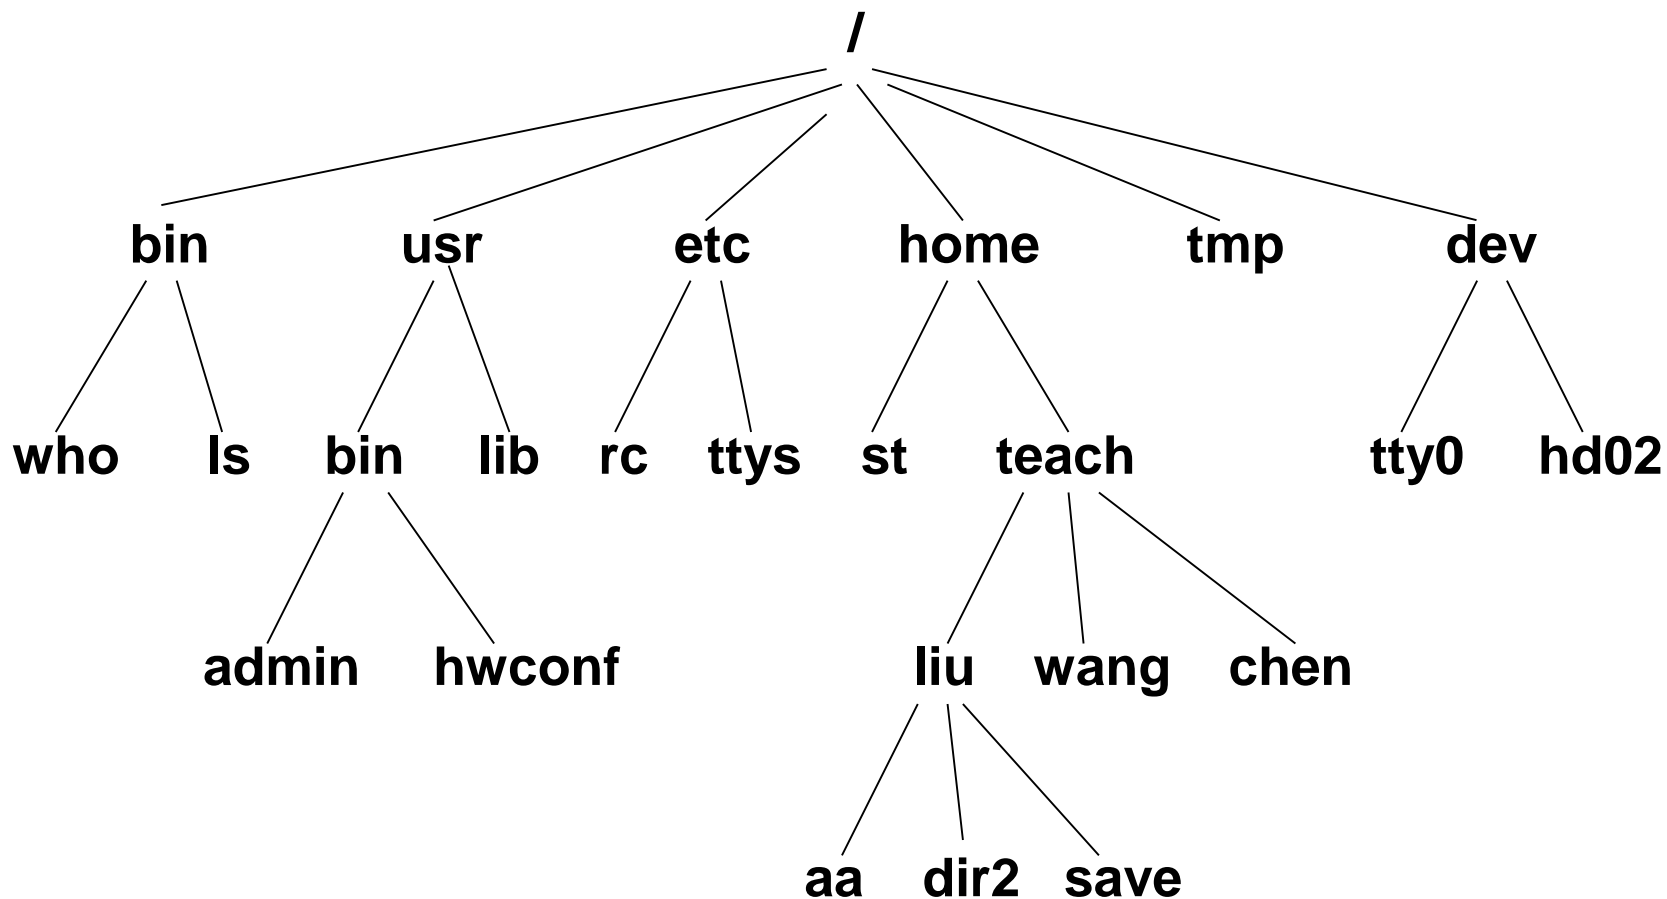 /
bin usr etc home tmp dev
who ls bin lib rc ttys st teach tty0 hd02
admin hwconf liu wang chen
aa dir2 save